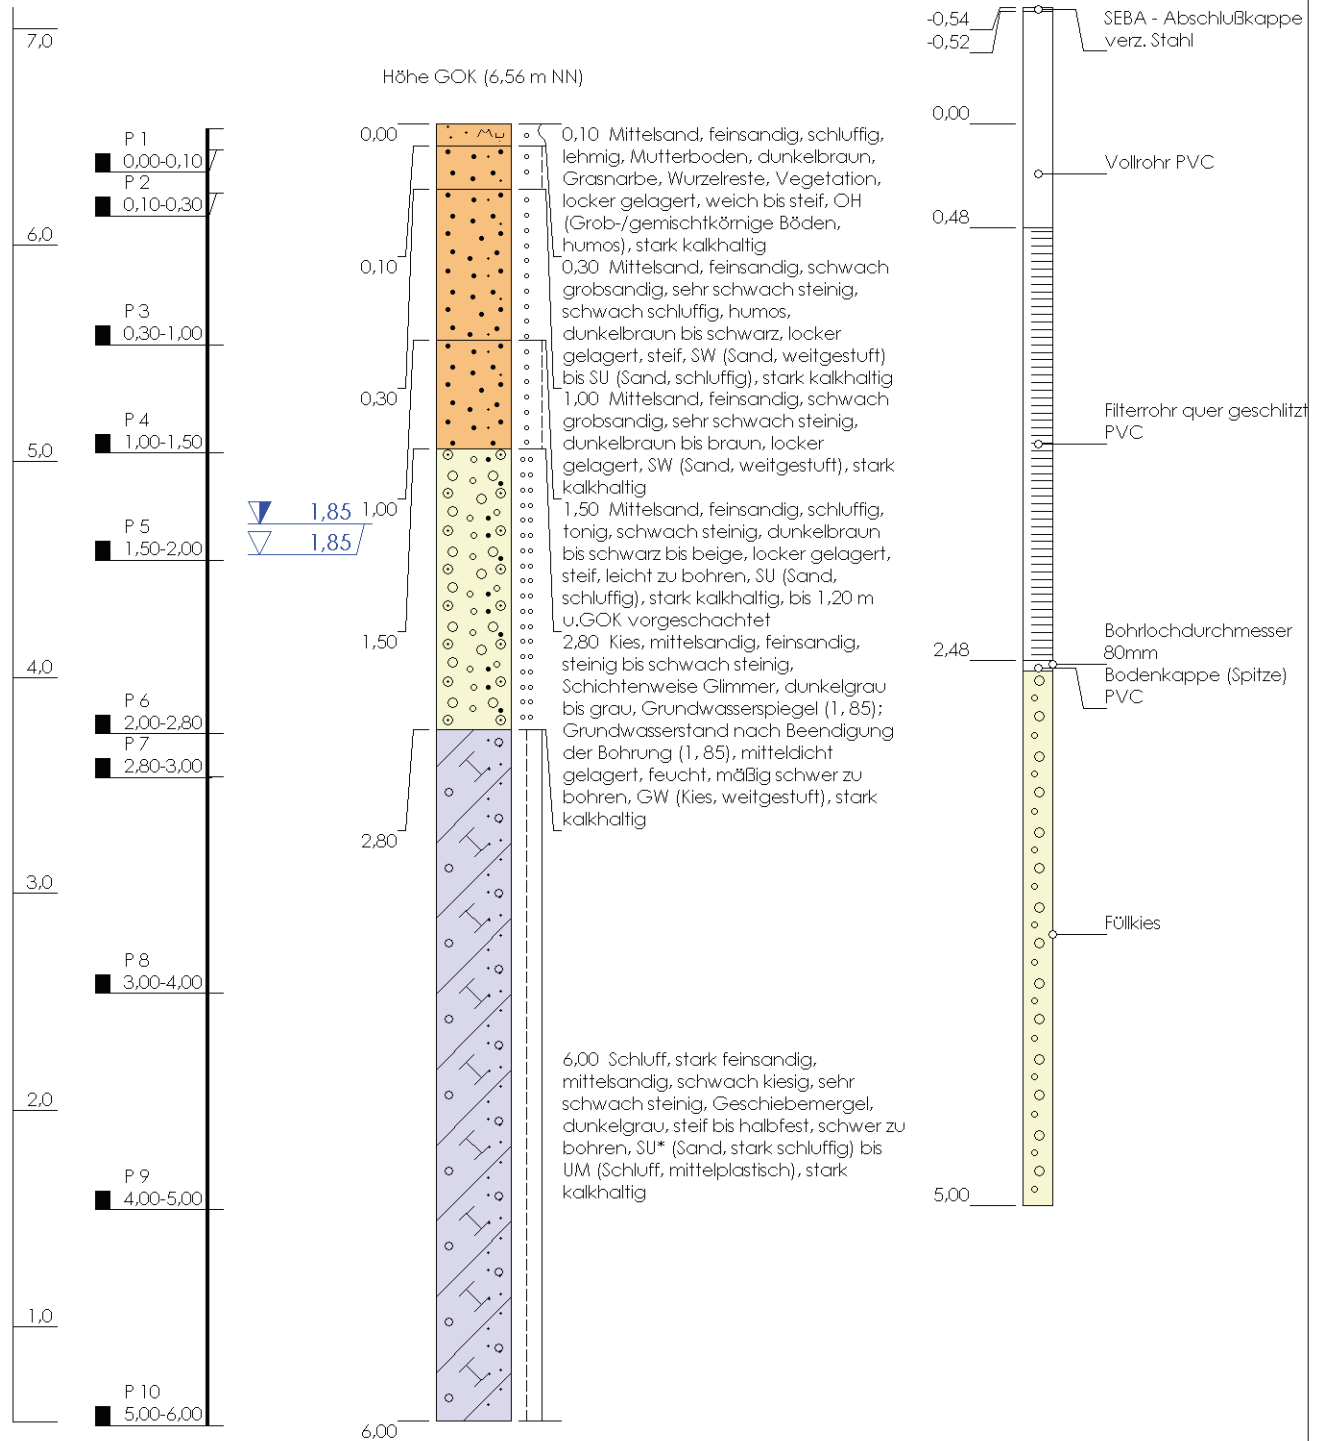 7,0
6,0
5,0
4,0
3,0
2,0
1,0
P 1
0,00-0,10
P 2
0,10-0,30
P 3
0,30-1,00
P 4
1,00-1,50
P 5
1,50-2,00
P 6
2,00-2,80
P 7
2,80-3,00
P 8
3,00-4,00
P 9
4,00-5,00
P 10
5,00-6,00
1,85
1,85
Höhe GOK (6,56 m NN)
0,00
0,10
0,30
1,00
1,50
2,80
6,00
Mu
0,10 Mittelsand, feinsandig, schluffig,
lehmig, Mutterboden, dunkelbraun,
Grasnarbe, Wurzelreste, Vegetation,
locker gelagert, weich bis steif, OH
(Grob-/gemischtkörnige Böden,
humos), stark kalkhaltig
0,30 Mittelsand, feinsandig, schwach
grobsandig, sehr schwach steinig,
schwach schluffig, humos,
dunkelbraun bis schwarz, locker
gelagert, steif, SW (Sand, weitgestuft)
bis SU (Sand, schluffig), stark kalkhaltig
1,00 Mittelsand, feinsandig, schwach
grobsandig, sehr schwach steinig,
dunkelbraun bis braun, locker
gelagert, SW (Sand, weitgestuft), stark
kalkhaltig
1,50 Mittelsand, feinsandig, schluffig,
tonig, schwach steinig, dunkelbraun
bis schwarz bis beige, locker gelagert,
steif, leicht zu bohren, SU (Sand,
schluffig), stark kalkhaltig, bis 1,20 m
u.GOK vorgeschachtet
2,80 Kies, mittelsandig, feinsandig,
steinig bis schwach steinig,
Schichtenweise Glimmer, dunkelgrau
bis grau, Grundwasserspiegel (1, 85);
Grundwasserstand nach Beendigung
der Bohrung (1, 85), mitteldicht
gelagert, feucht, mäßig schwer zu
bohren, GW (Kies, weitgestuft), stark
kalkhaltig
6,00 Schluff, stark feinsandig,
mittelsandig, schwach kiesig, sehr
schwach steinig, Geschiebemergel,
dunkelgrau, steif bis halbfest, schwer zu
bohren, SU* (Sand, stark schluffig) bis
UM (Schluff, mittelplastisch), stark
kalkhaltig
-0,54
-0,52
0,00
0,48
2,48
5,00
SEBA - Abschlußkappe
verz. Stahl
Vollrohr PVC
Filterrohr quer geschlitzt
PVC
Bohrlochdurchmesser
80mm
Bodenkappe (Spitze)
PVC
Füllkies